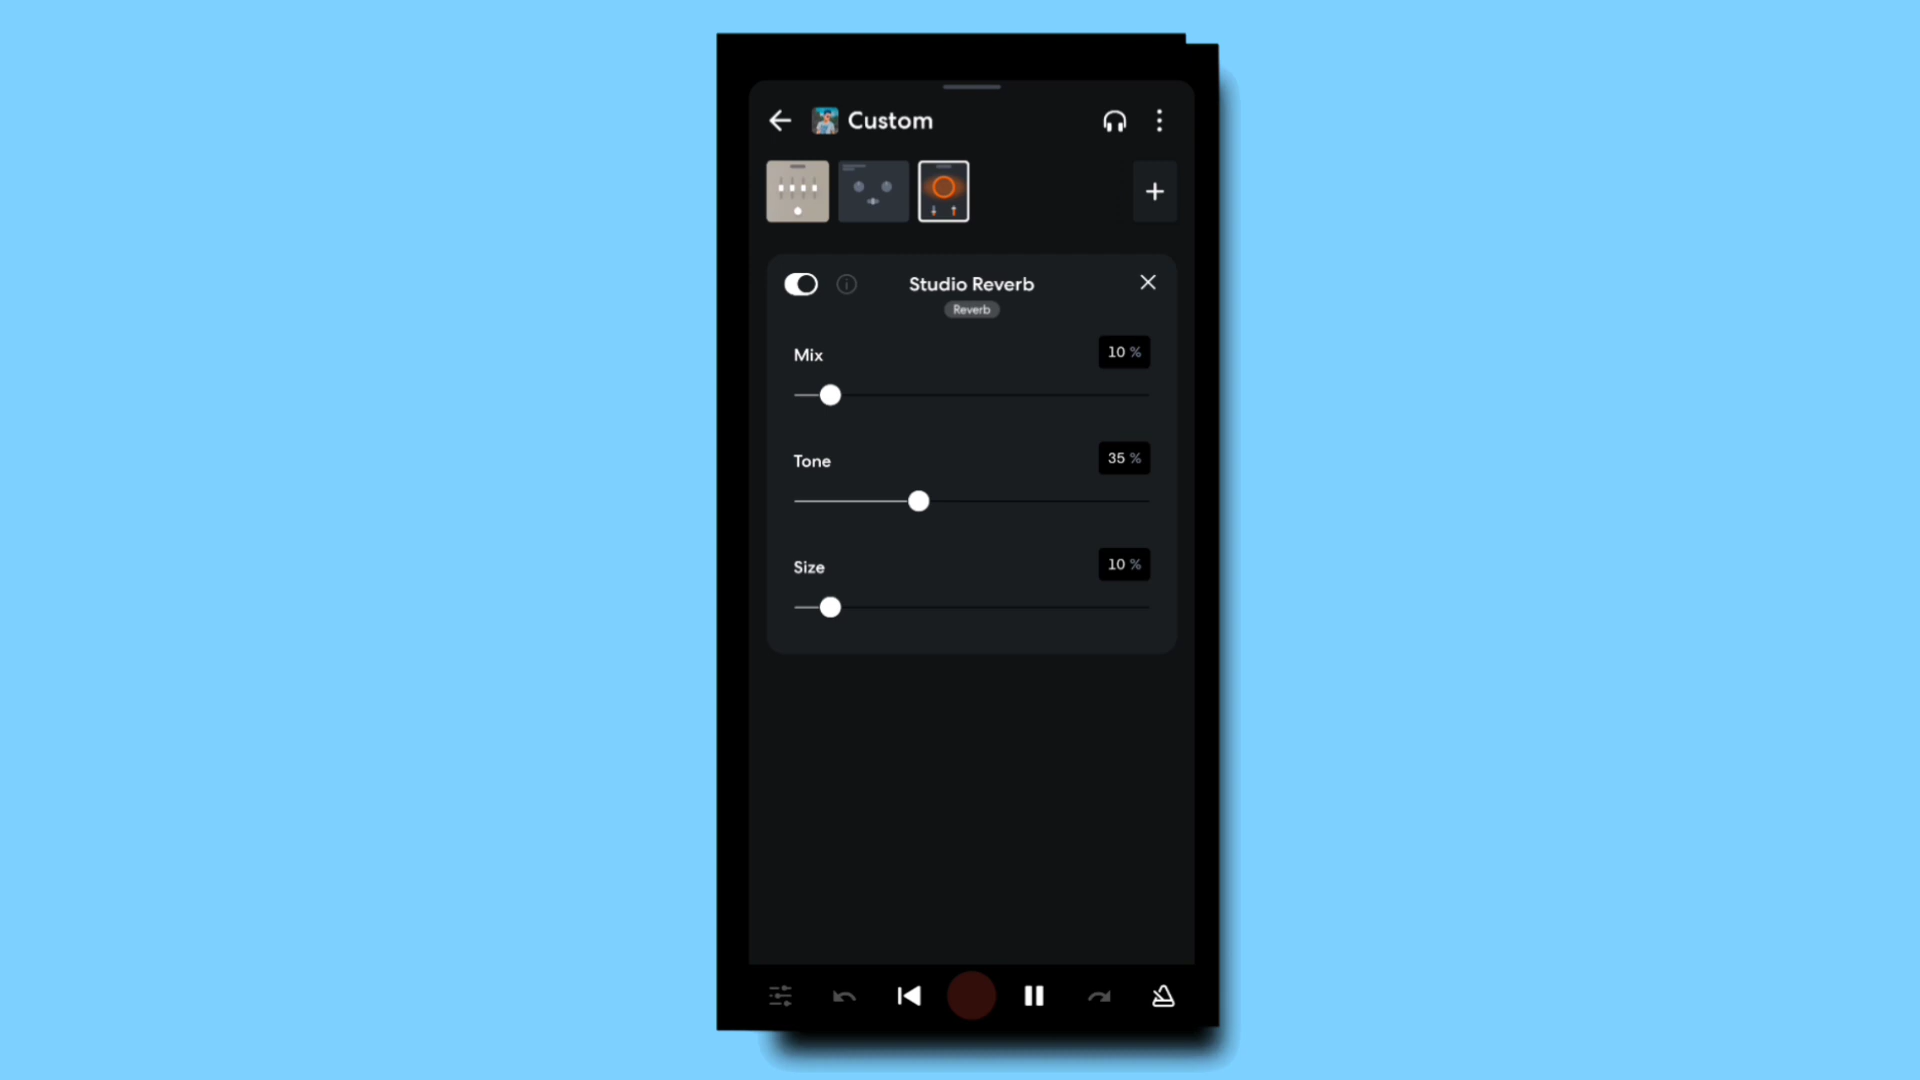 Custom
Studio Reverb
Reverb
Mix
10 %
Tone
35 %
Size
10 %